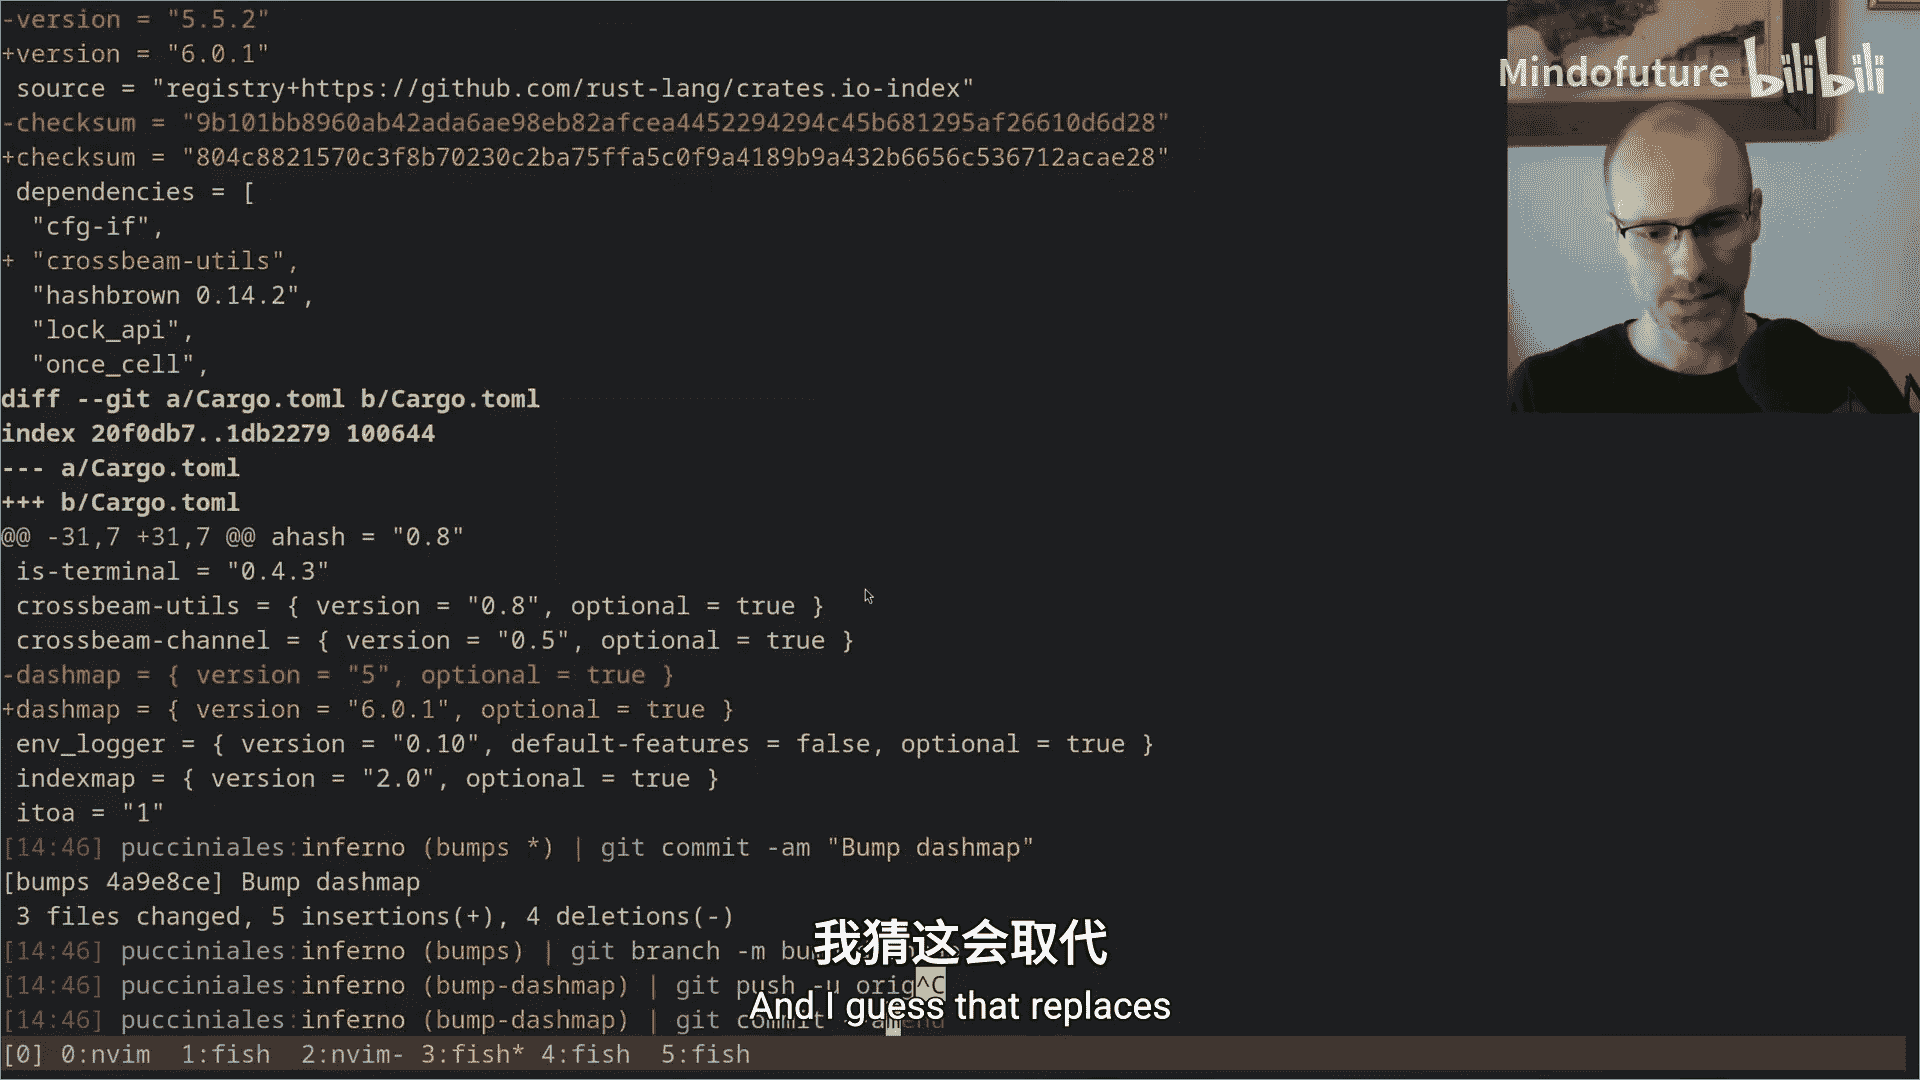 -version = "5.5.2"
+version = "6.0.1"
 source = "registry+https://github.com/rust-lang/crates.io-index"
-checksum = "9b101bb8960ab42ada6ae98eb82afcea4452294294c45b681295af26610d6d28"
+checksum = "804c8821570c3f8b70230c2ba75ffa5c0f9a4189b9a432b6656c536712acae28"
 dependencies = [
  "cfg-if",
+ "crossbeam-utils",
  "hashbrown 0.14.2",
  "lock_api",
  "once_cell",
diff --git a/Cargo.toml b/Cargo.toml
index 20f0db7..1db2279 100644
--- a/Cargo.toml
+++ b/Cargo.toml
@@ -31,7 +31,7 @@ ahash = "0.8"
 is-terminal = "0.4.3"
 crossbeam-utils = { version = "0.8", optional = true }
 crossbeam-channel = { version = "0.5", optional = true }
-dashmap = { version = "5", optional = true }
+dashmap = { version = "6.0.1", optional = true }
 env_logger = { version = "0.10", default-features = false, optional = true }
 indexmap = { version = "2.0", optional = true }
 itoa = "1"
[14:46] pucciniales:inferno (bumps *) | git commit -am "Bump dashmap"
[bumps 4a9e8ce] Bump dashmap
 3 files changed, 5 insertions(+), 4 deletions(-)
[14:46] pucciniales:inferno (bumps) | git branch -m
[14:46] pucciniales:inferno (bump-dashmap) | git push -u orig^C
[14:46] pucciniales:inferno (bump-dashmap) | git commit
[0] 0:nvim  1:fish  2:nvim- 3:fish* 4:fish  5:fish
Mindofuture bilibili
我猜这会取代
And I guess that replaces